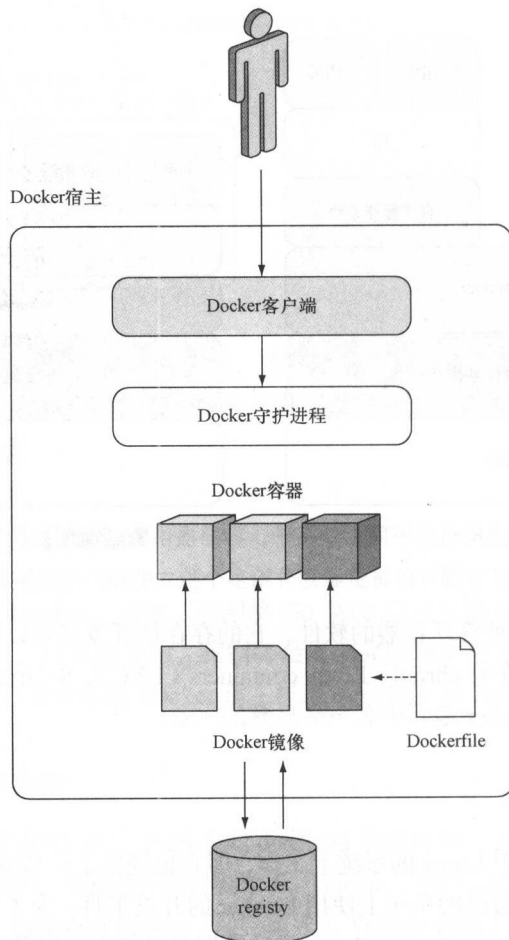 Docker宿主
Docker客户端
Docker守护进程
Docker容器
Docker镜像
Dockerfile
Docker
registy